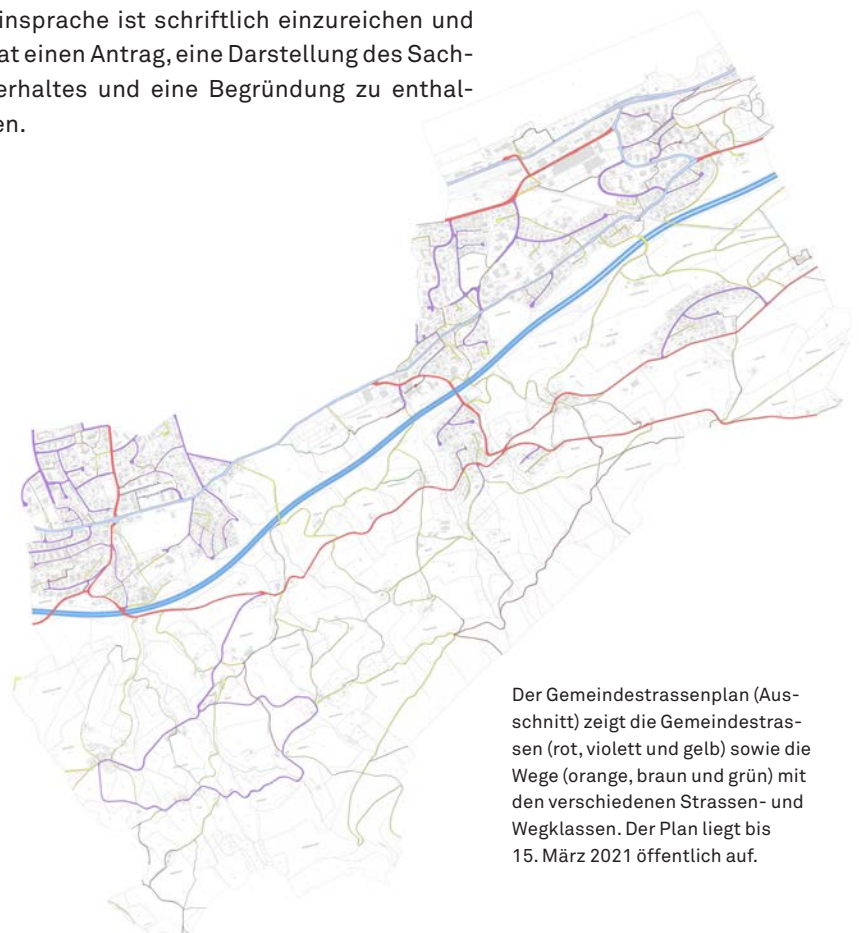 insprache ist schriftlich einzureichen und
at einen Antrag, eine Darstellung des Sach-
erhaltes und eine Begründung zu enthal-
en.
Der Gemeindestrassenplan (Aus-
schnitt) zeigt die Gemeindestras-
sen (rot, violett und gelb) sowie die
Wege (orange, braun und grün) mit
den verschiedenen Strassen- und
Wegklassen. Der Plan liegt bis
15. März 2021 öffentlich auf.